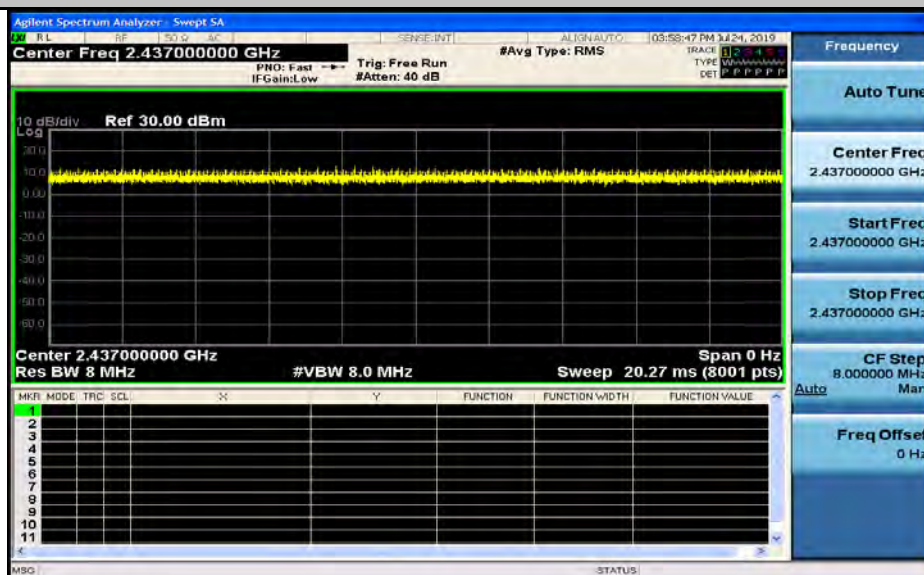 Agilent Spectrum Analyzer - Swept SA
LXI RL RF 50 Ω AC SENSE:INT ALIGN AUTO 03:58:47 PM Jul 24, 2019
Center Freq 2.437000000 GHz
PNO: Fast
IFGain:Low
Trig: Free Run
#Atten: 40 dB
#Avg Type: RMS
TRACE 1 2 3 4 5 6
TYPE
DET P P P P P P
10 dB/div Ref 30.00 dBm
Log
20.0
10.0
0.00
-10.0
-20.0
-30.0
-40.0
-50.0
-60.0
Center 2.437000000 GHz Span 0 Hz
Res BW 8 MHz #VBW 8.0 MHz Sweep 20.27 ms (8001 pts)
MKR MODE TRC SCL X Y FUNCTION FUNCTION WIDTH FUNCTION VALUE
1
2
3
4
5
6
7
8
9
10
11
MSG STATUS
Frequency
Auto Tune
Center Freq
2.437000000 GHz
Start Freq
2.437000000 GHz
Stop Freq
2.437000000 GHz
CF Step
8.000000 MHz
Auto Man
Freq Offset
0 Hz